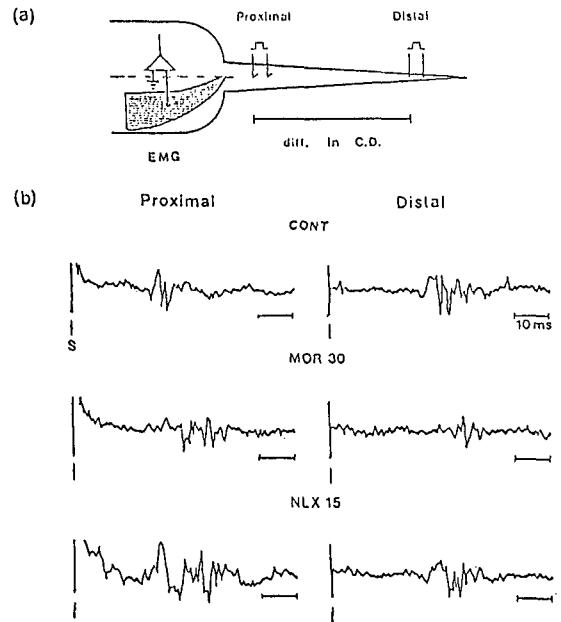 (a)
Proximal Distal
EMG
diff. In C.D.
(b)
Proximal Distal
CONT
S
10 ms
MOR 30
NLX 15